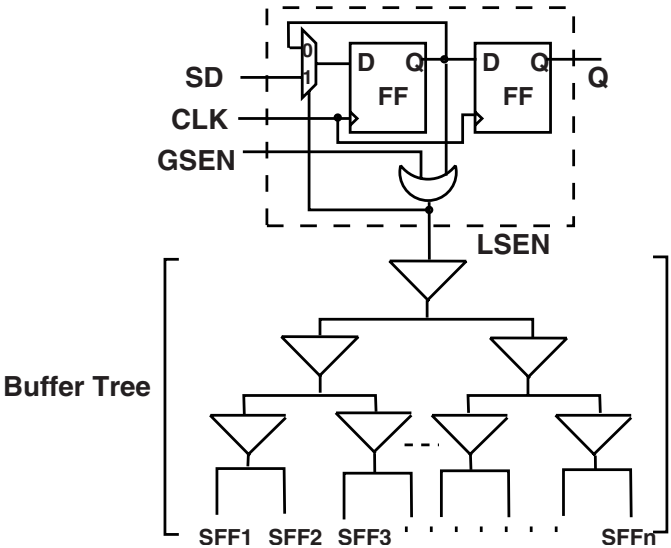 0
1
D Q
FF
D Q
FF
SD
CLK
GSEN
Q
LSEN
Buffer Tree
SFF1 SFF2 SFF3 SFFn